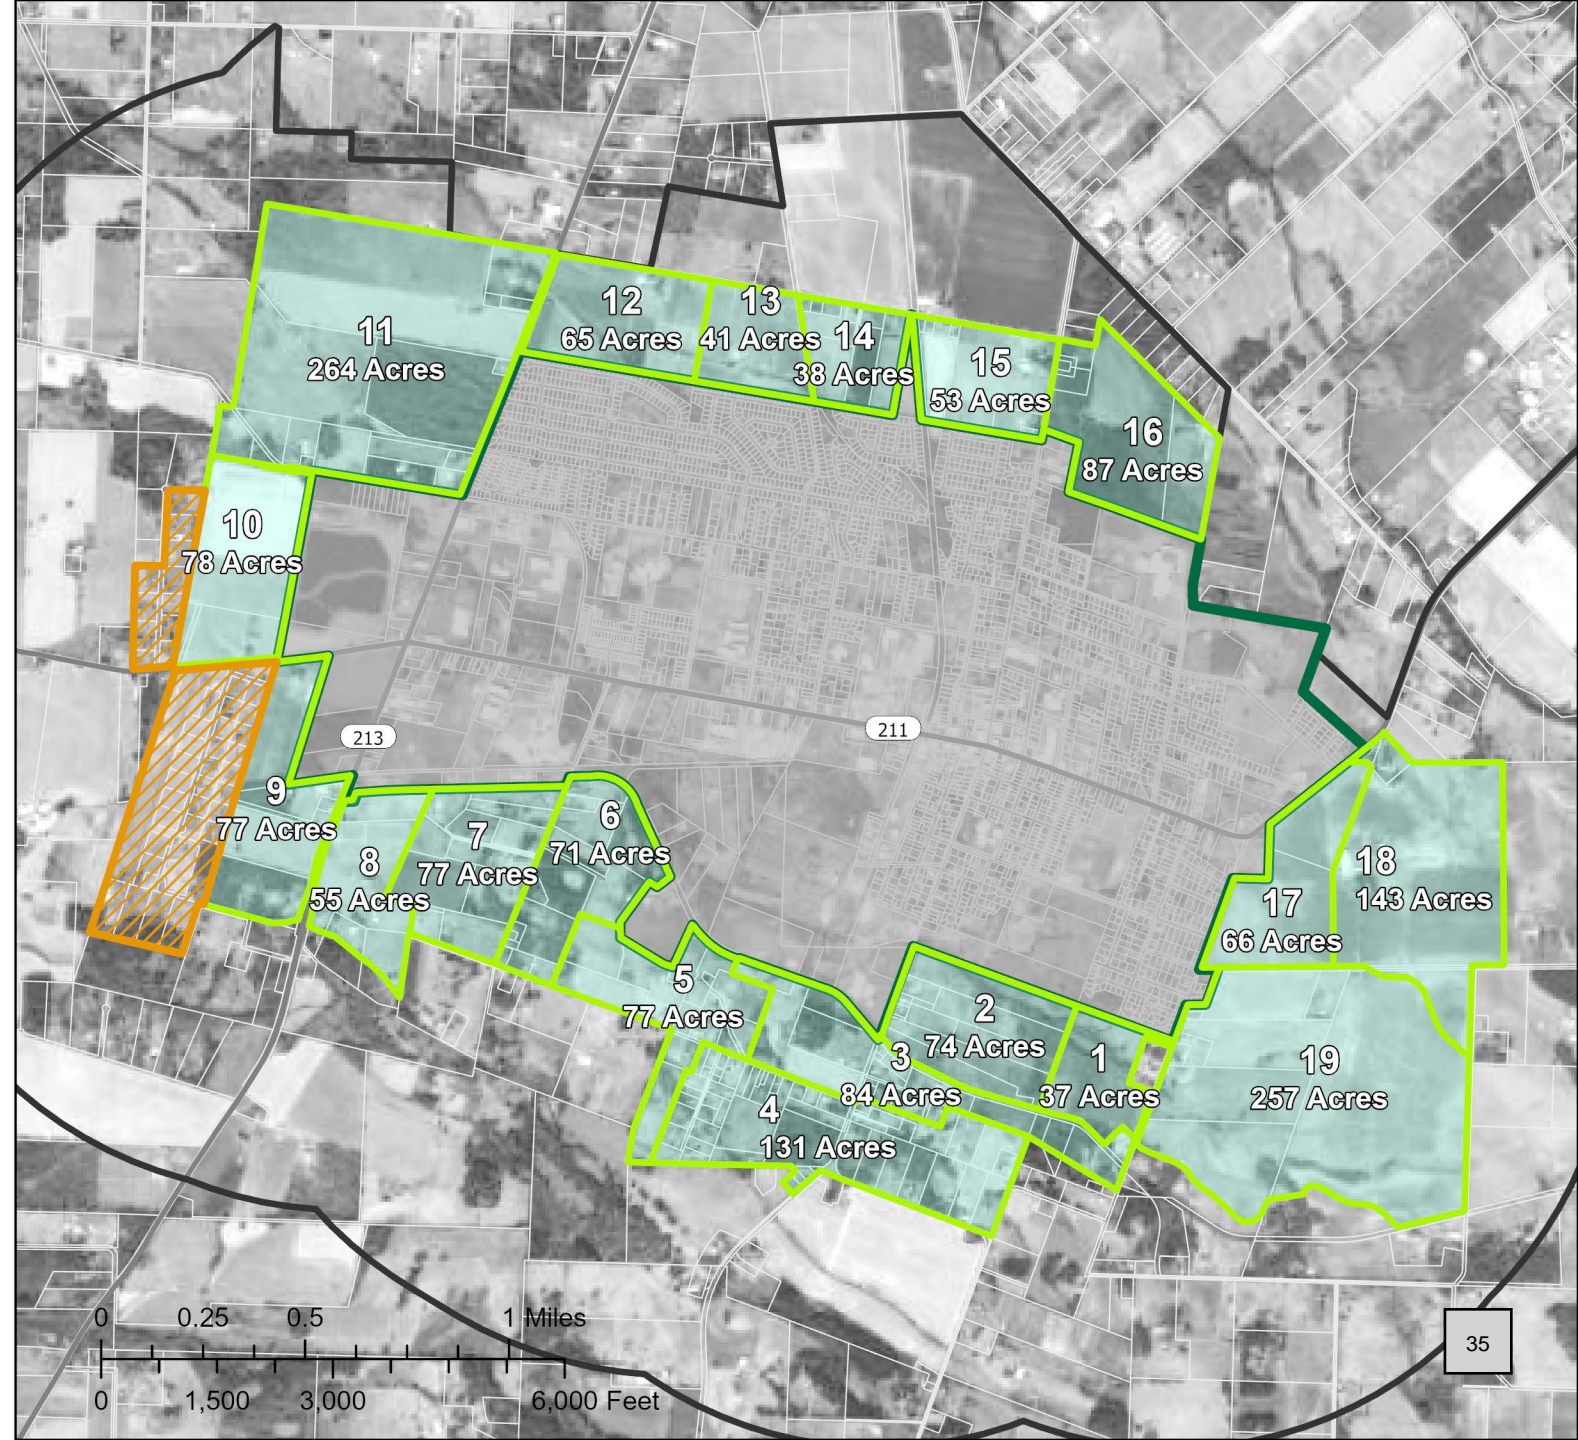 11
264 Acres
12
65 Acres
13
41 Acres
14
38 Acres
15
53 Acres
16
87 Acres
10
78 Acres
213
211
9
77 Acres
8
55 Acres
7
77 Acres
6
71 Acres
18
143 Acres
17
66 Acres
5
77 Acres
2
74 Acres
3
84 Acres
1
37 Acres
4
131 Acres
19
257 Acres
0 0.25 0.5 1 Miles
0 1,500 3,000 6,000 Feet
35